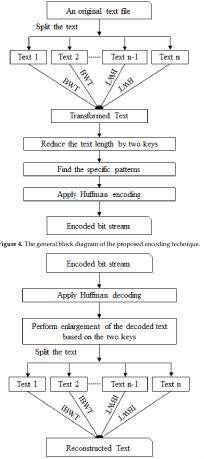 An original text file
Split the text
Text 1 Text 2 Text n-1 Text n
BWT BWT BWT BWT
Transformed Text
Reduce the text length by two keys
Find the specific patterns
Apply Huffman encoding
Encoded bit stream
Figure 4. The general block diagram of the proposed encoding technique.
Encoded bit stream
Apply Huffman decoding
Perform enlargement of the decoded text
based on the two keys
Split the text
Text 1 Text 2 Text n-1 Text n
IBWT IBWT IBWT IBWT
Reconstructed Text